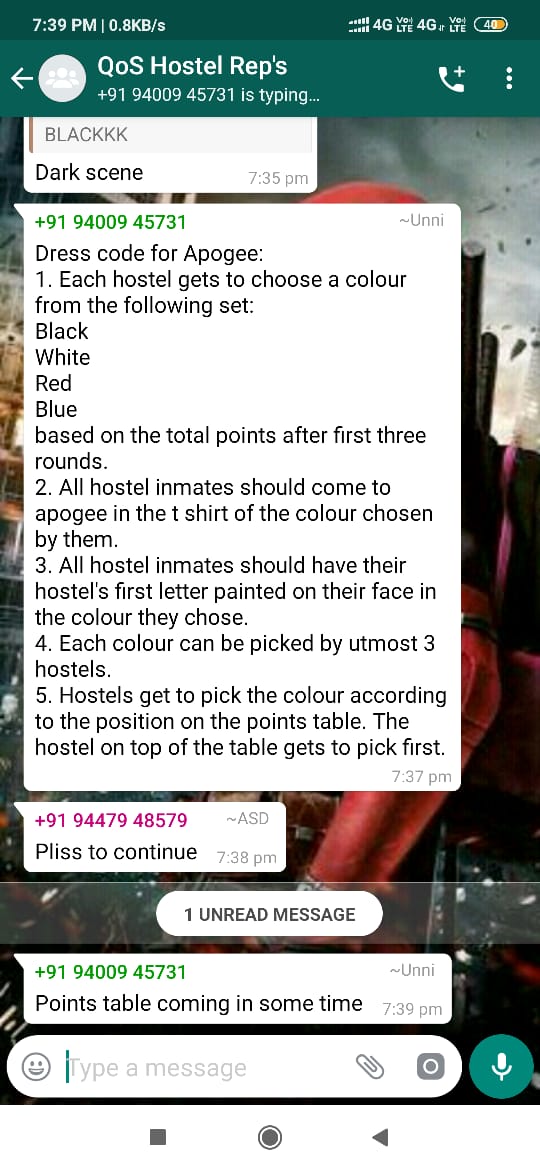 7:39 PM | 0.8KB/s 4G Vo) LTE 4G Vo) LTE 40
QoS Hostel Rep's
+91 94009 45731 is typing...
BLACKKK
Dark scene 7:35 pm
+91 94009 45731 ~Unni
Dress code for Apogee:
1. Each hostel gets to choose a colour
from the following set:
Black
White
Red
Blue
based on the total points after first three
rounds.
2. All hostel inmates should come to
apogee in the t shirt of the colour chosen
by them.
3. All hostel inmates should have their
hostel's first letter painted on their face in
the colour they chose.
4. Each colour can be picked by utmost 3
hostels.
5. Hostels get to pick the colour according
to the position on the points table. The
hostel on top of the table gets to pick first.
7:37 pm
+91 94479 48579 ~ASD
Pliss to continue 7:38 pm
1 UNREAD MESSAGE
+91 94009 45731 ~Unni
Points table coming in some time 7:39 pm
Type a message